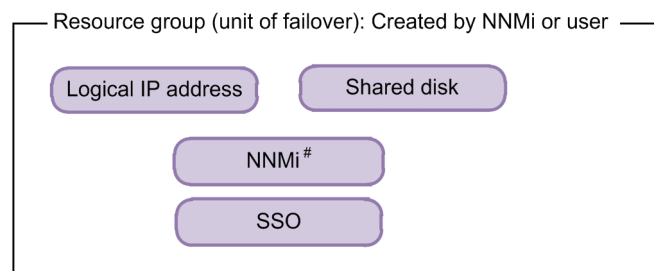 Resource group (unit of failover): Created by NNMi or user
Logical IP address
Shared disk
NNMi #
SSO